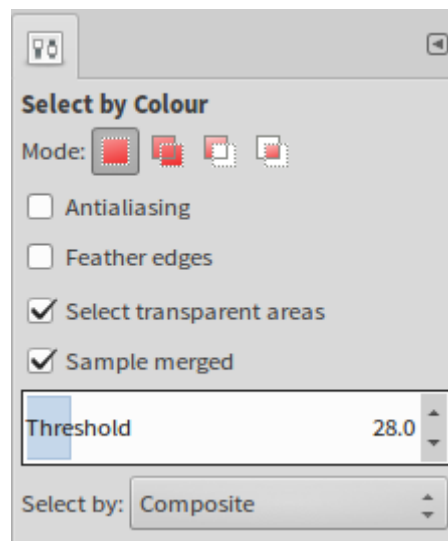 Select by Colour
Mode:
Antialiasing
Feather edges
Select transparent areas
Sample merged
Threshold 28.0
Select by: Composite